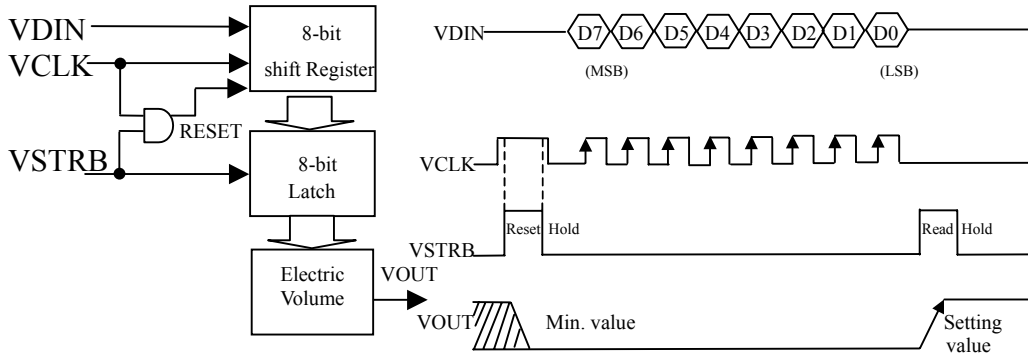 VDIN
VCLK
VSTRB
8-bit
shift Register
RESET
8-bit
Latch
Electric
Volume
VOUT
VDIN
D7 D6 D5 D4 D3 D2 D1 D0
(MSB) (LSB)
VCLK
VSTRB
Reset Hold
Read Hold
VOUT
Min. value
Setting
value